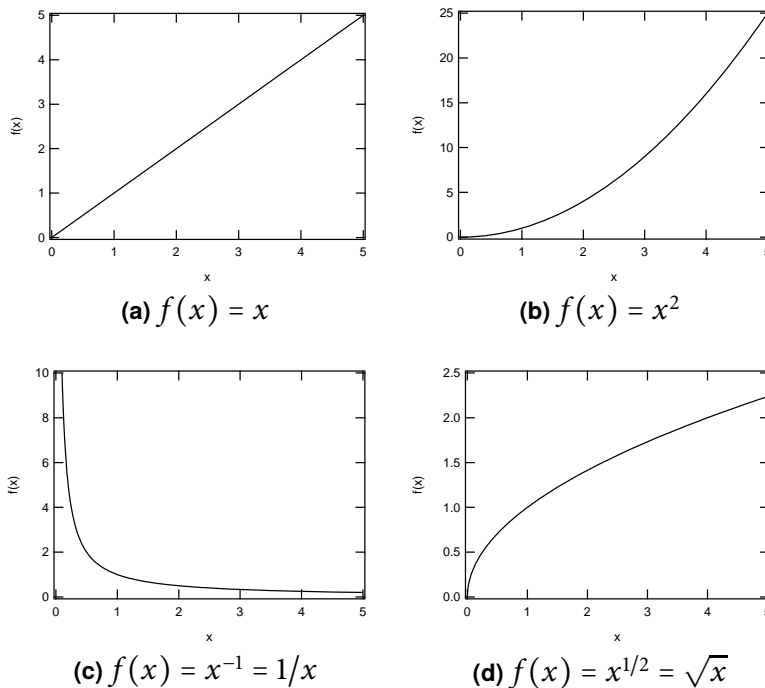 5
4
3
2
1
0
f(x)
0 1 2 3 4 5
x
(a) f(x) = x
25
20
15
10
5
0
f(x)
0 1 2 3 4 5
x
(b) f(x) = x²
10
8
6
4
2
0
f(x)
0 1 2 3 4 5
x
(c) f(x) = x⁻¹ = 1/x
2.5
2.0
1.5
1.0
0.5
0.0
f(x)
0 1 2 3 4 5
x
(d) f(x) = x^{1/2} = √x